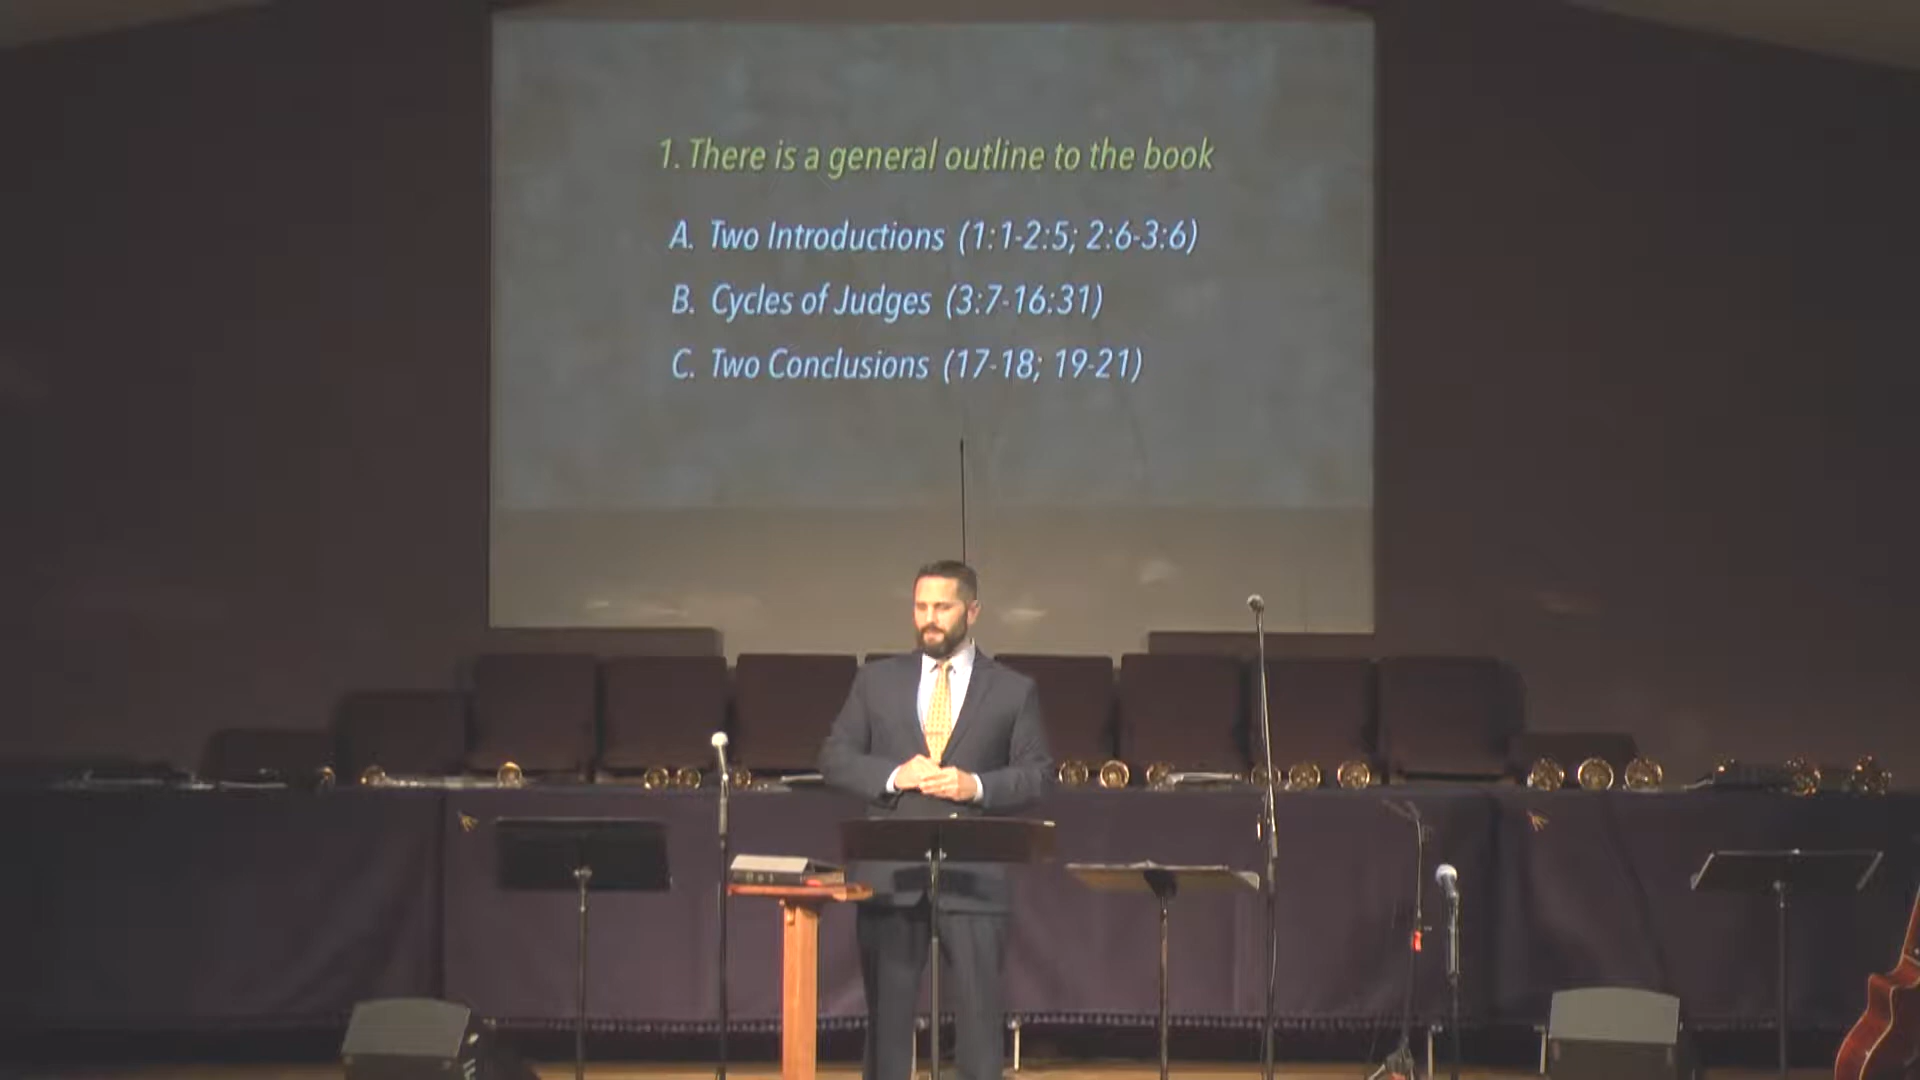 1. There is a general outline to the book
A. Two Introductions (1:1-2:5; 2:6-3:6)
B. Cycles of Judges (3:7-16:31)
C. Two Conclusions (17-18; 19-21)